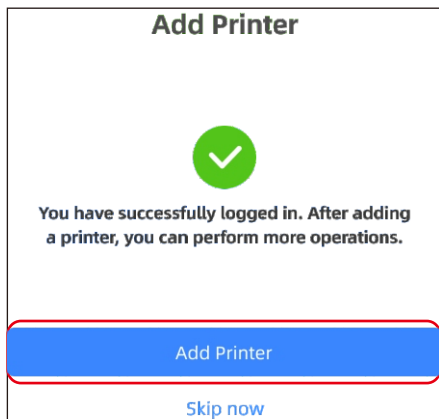 Add Printer
You have successfully logged in. After adding
a printer, you can perform more operations.
Add Printer
Skip now